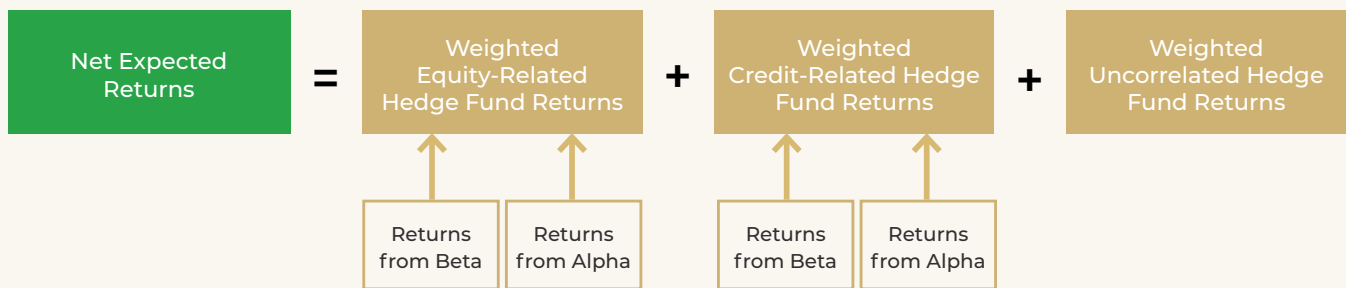 Net Expected
Returns
=
Weighted
Equity-Related
Hedge Fund Returns
+
Weighted
Credit-Related Hedge
Fund Returns
+
Weighted
Uncorrelated Hedge
Fund Returns
Returns
from Beta
Returns
from Alpha
Returns
from Beta
Returns
from Alpha